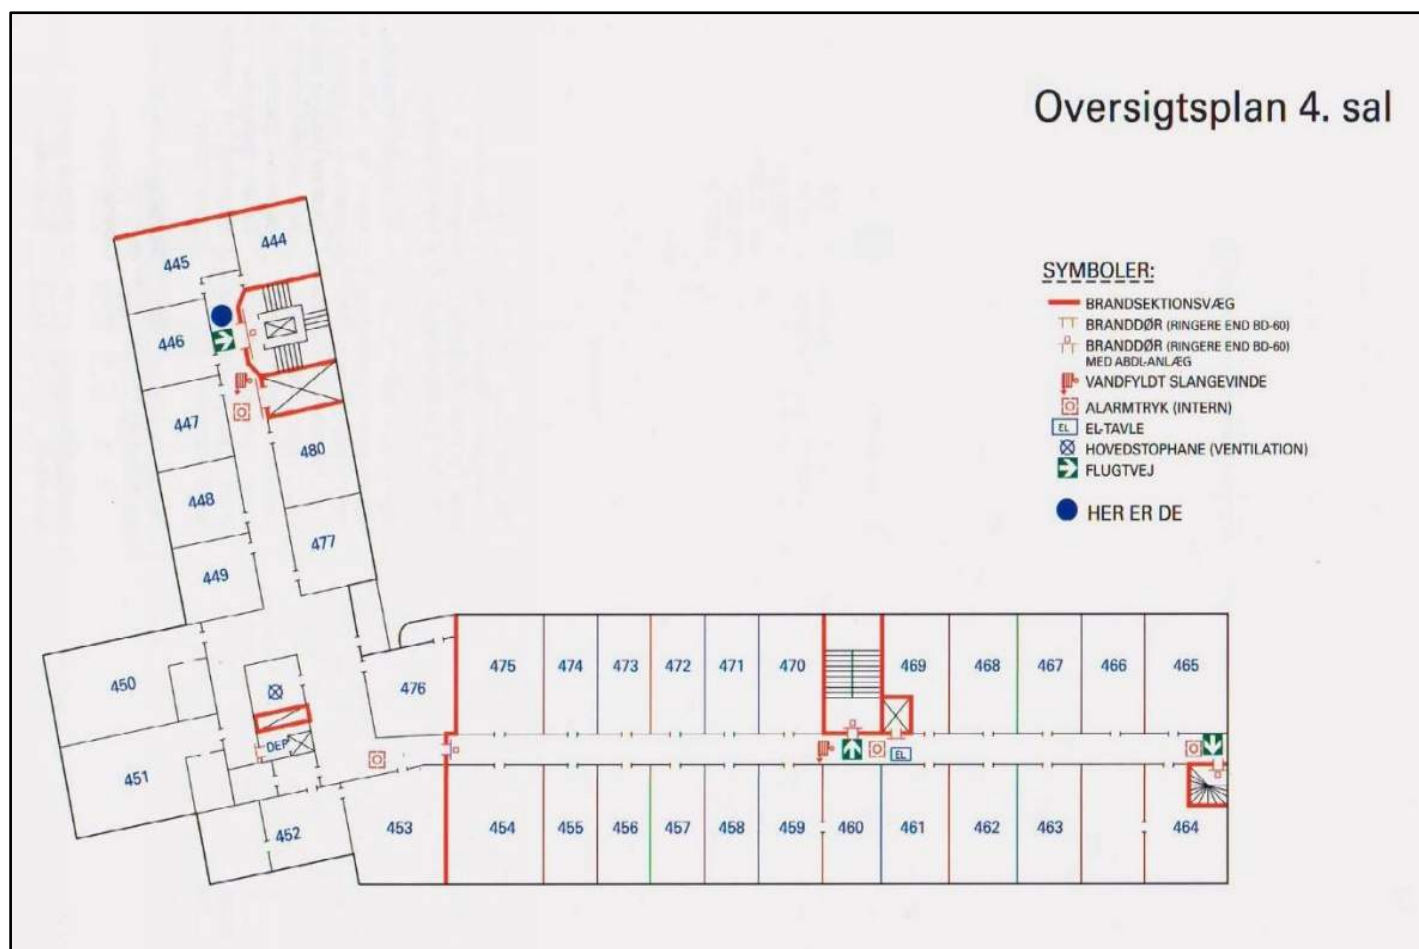 Oversigtsplan 4. sal
SYMBOLER:
BRANDSEKTIONSVÆG
BRANDDØR (RINGERE END BD-60)
BRANDDØR (RINGERE END BD-60)
MED ABDL-ANLÆG
VANDFYLDT SLANGEVINDE
ALARMTRYK (INTERN)
EL EL-TAVLE
HOVEDSTOPHANE (VENTILATION)
FLUGTVEJ
HER ER DE
444
445
446
447
480
448
477
449
450
476
DEP
451
452
453
475 474 473 472 471 470 469 468 467 466 465
EL
454 455 456 457 458 459 460 461 462 463 464